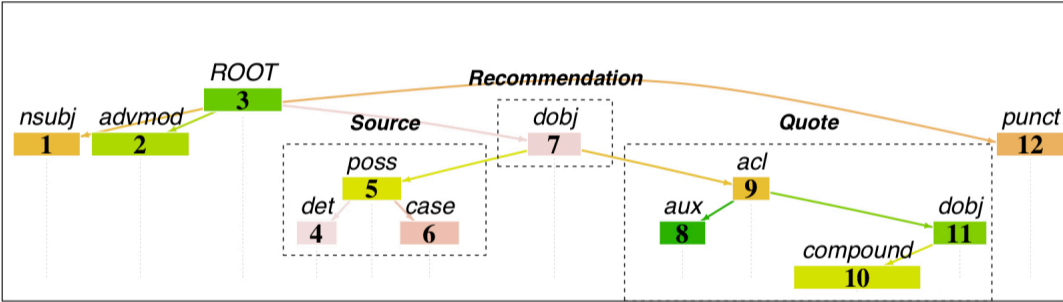 ROOT
3
Recommendation
nsubj
1
advmod
2
Source
dobj
7
Quote
punct
12
poss
5
acl
9
det
4
case
6
aux
8
dobj
11
compound
10